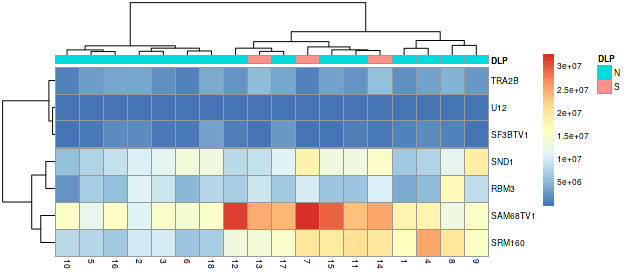 DLP
TRA2B
U12
SF3BTV1
SND1
RBM3
SAM68TV1
SRM160
10 5 16 2 3 6 18 12 13 17 7 15 11 14 1 4 8 9
3e+07
2.5e+07
2e+07
1.5e+07
1e+07
5e+06
DLP
N
S